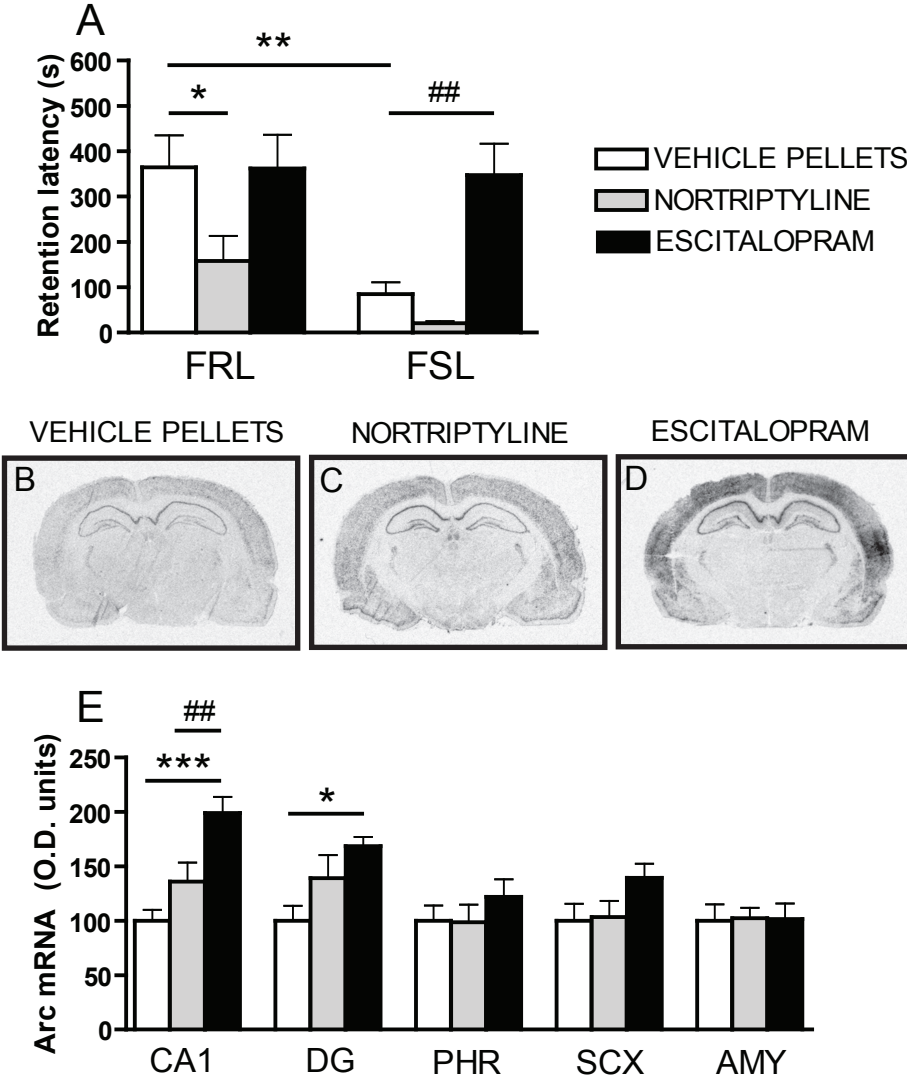 A
Retention latency (s)
600
500
400
300
200
100
0
**
*
##
FRL FSL
VEHICLE PELLETS
NORTRIPTYLINE
ESCITALOPRAM
VEHICLE PELLETS NORTRIPTYLINE ESCITALOPRAM
B C D
E
Arc mRNA (O.D. units)
250
200
150
100
50
0
##
***
*
CA1 DG PHR SCX AMY